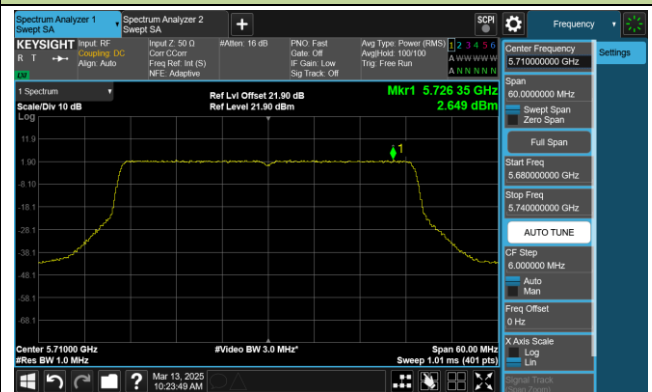 Spectrum Analyzer 1
Swept SA
Spectrum Analyzer 2
Swept SA
+
SCPI
Frequency
KEYSIGHT
R T
LXI
Input: RF
Coupling: DC
Align: Auto
Input Z: 50 Ω
Corr CCorr
Freq Ref: Int (S)
NFE: Adaptive
#Atten: 16 dB
PNO: Fast
Gate: Off
IF Gain: Low
Sig Track: Off
Avg Type: Power (RMS)
Avg|Hold: 100/100
Trig: Free Run
1 2 3 4 5 6
A W W W W W
A N N N N N
1 Spectrum
Scale/Div 10 dB
Log
Ref Lvl Offset 21.90 dB
Ref Level 21.90 dBm
Mkr1 5.726 35 GHz
2.649 dBm
11.9
1.90
-8.10
-18.1
-28.1
-38.1
-48.1
-58.1
-68.1
1
Center 5.71000 GHz
#Res BW 1.0 MHz
#Video BW 3.0 MHz*
Span 60.00 MHz
Sweep 1.01 ms (401 pts)
Center Frequency
5.710000000 GHz
Settings
Span
60.0000000 MHz
Swept Span
Zero Span
Full Span
Start Freq
5.680000000 GHz
Stop Freq
5.740000000 GHz
AUTO TUNE
CF Step
6.000000 MHz
Auto
Man
Freq Offset
0 Hz
X Axis Scale
Log
Lin
Signal Track
(Span Zoom)
?
Mar 13, 2025
10:23:49 AM